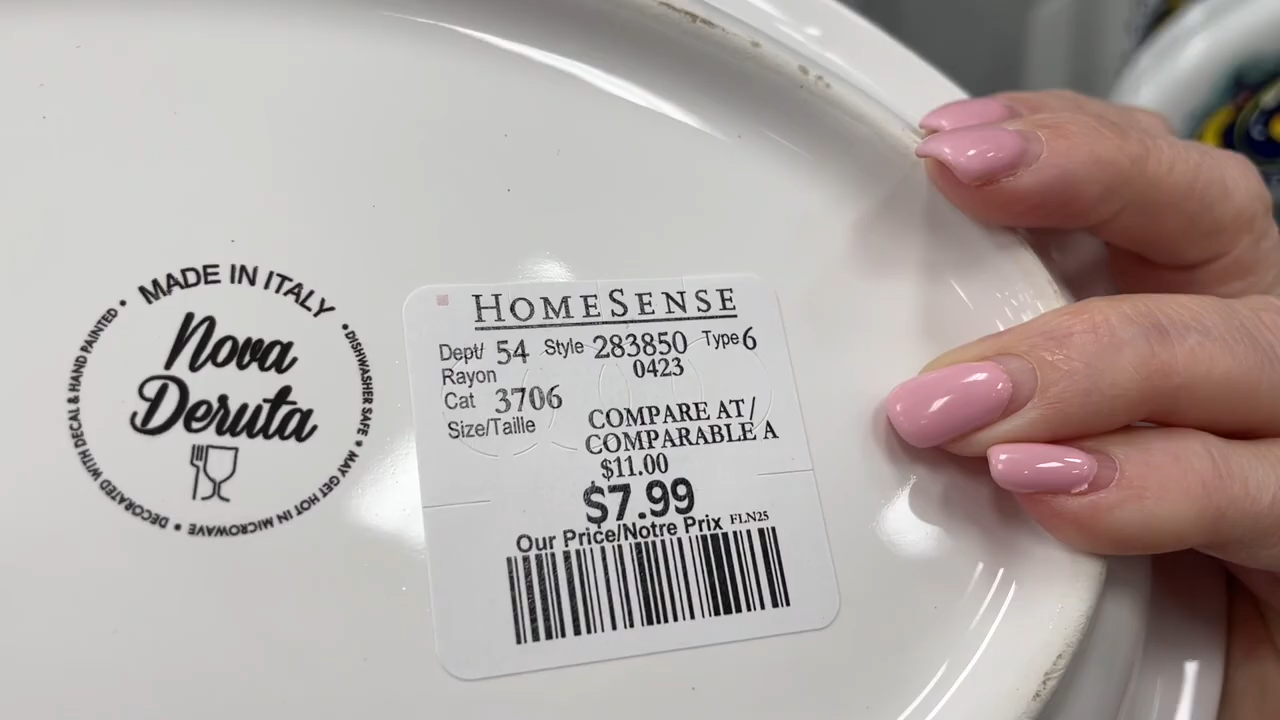 MADE IN ITALY
Nova
Deruta
• DISHWASHER SAFE • MAY GET HOT IN MICROWAVE • DECORATED WITH DECAL & HAND PAINTED •
HOMESENSE
Dept/ 54 Style 283850 Type 6
Rayon 0423
Cat 3706
Size/Taille
COMPARE AT/
COMPARABLE A
$11.00
$7.99
Our Price/Notre Prix FLN25